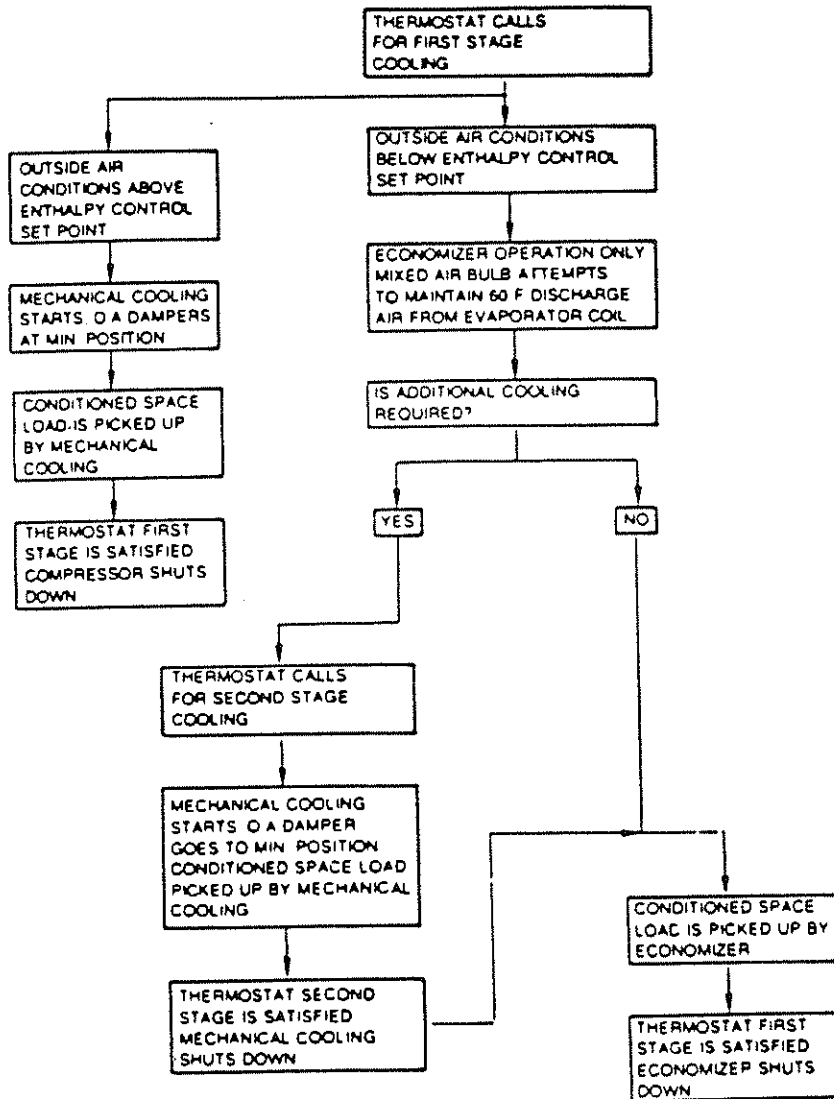 THERMOSTAT CALLS
FOR FIRST STAGE
COOLING
OUTSIDE AIR
CONDITIONS ABOVE
ENTHALPY CONTROL
SET POINT
OUTSIDE AIR CONDITIONS
BELOW ENTHALPY CONTROL
SET POINT
MECHANICAL COOLING
STARTS. O A DAMPERS
AT MIN. POSITION
ECONOMIZER OPERATION ONLY
MIXED AIR BULB ATTEMPTS
TO MAINTAIN 60 F DISCHARGE
AIR FROM EVAPORATOR COIL
CONDITIONED SPACE
LOAD IS PICKED UP
BY MECHANICAL
COOLING
IS ADDITIONAL COOLING
REQUIRED?
THERMOSTAT FIRST
STAGE IS SATISFIED
COMPRESSOR SHUTS
DOWN
YES
NO
THERMOSTAT CALLS
FOR SECOND STAGE
COOLING
MECHANICAL COOLING
STARTS. O A DAMPER
GOES TO MIN. POSITION
CONDITIONED SPACE LOAD
PICKED UP BY MECHANICAL
COOLING
THERMOSTAT SECOND
STAGE IS SATISFIED
MECHANICAL COOLING
SHUTS DOWN
CONDITIONED SPACE
LOAD IS PICKED UP BY
ECONOMIZER
THERMOSTAT FIRST
STAGE IS SATISFIED
ECONOMIZER SHUTS
DOWN